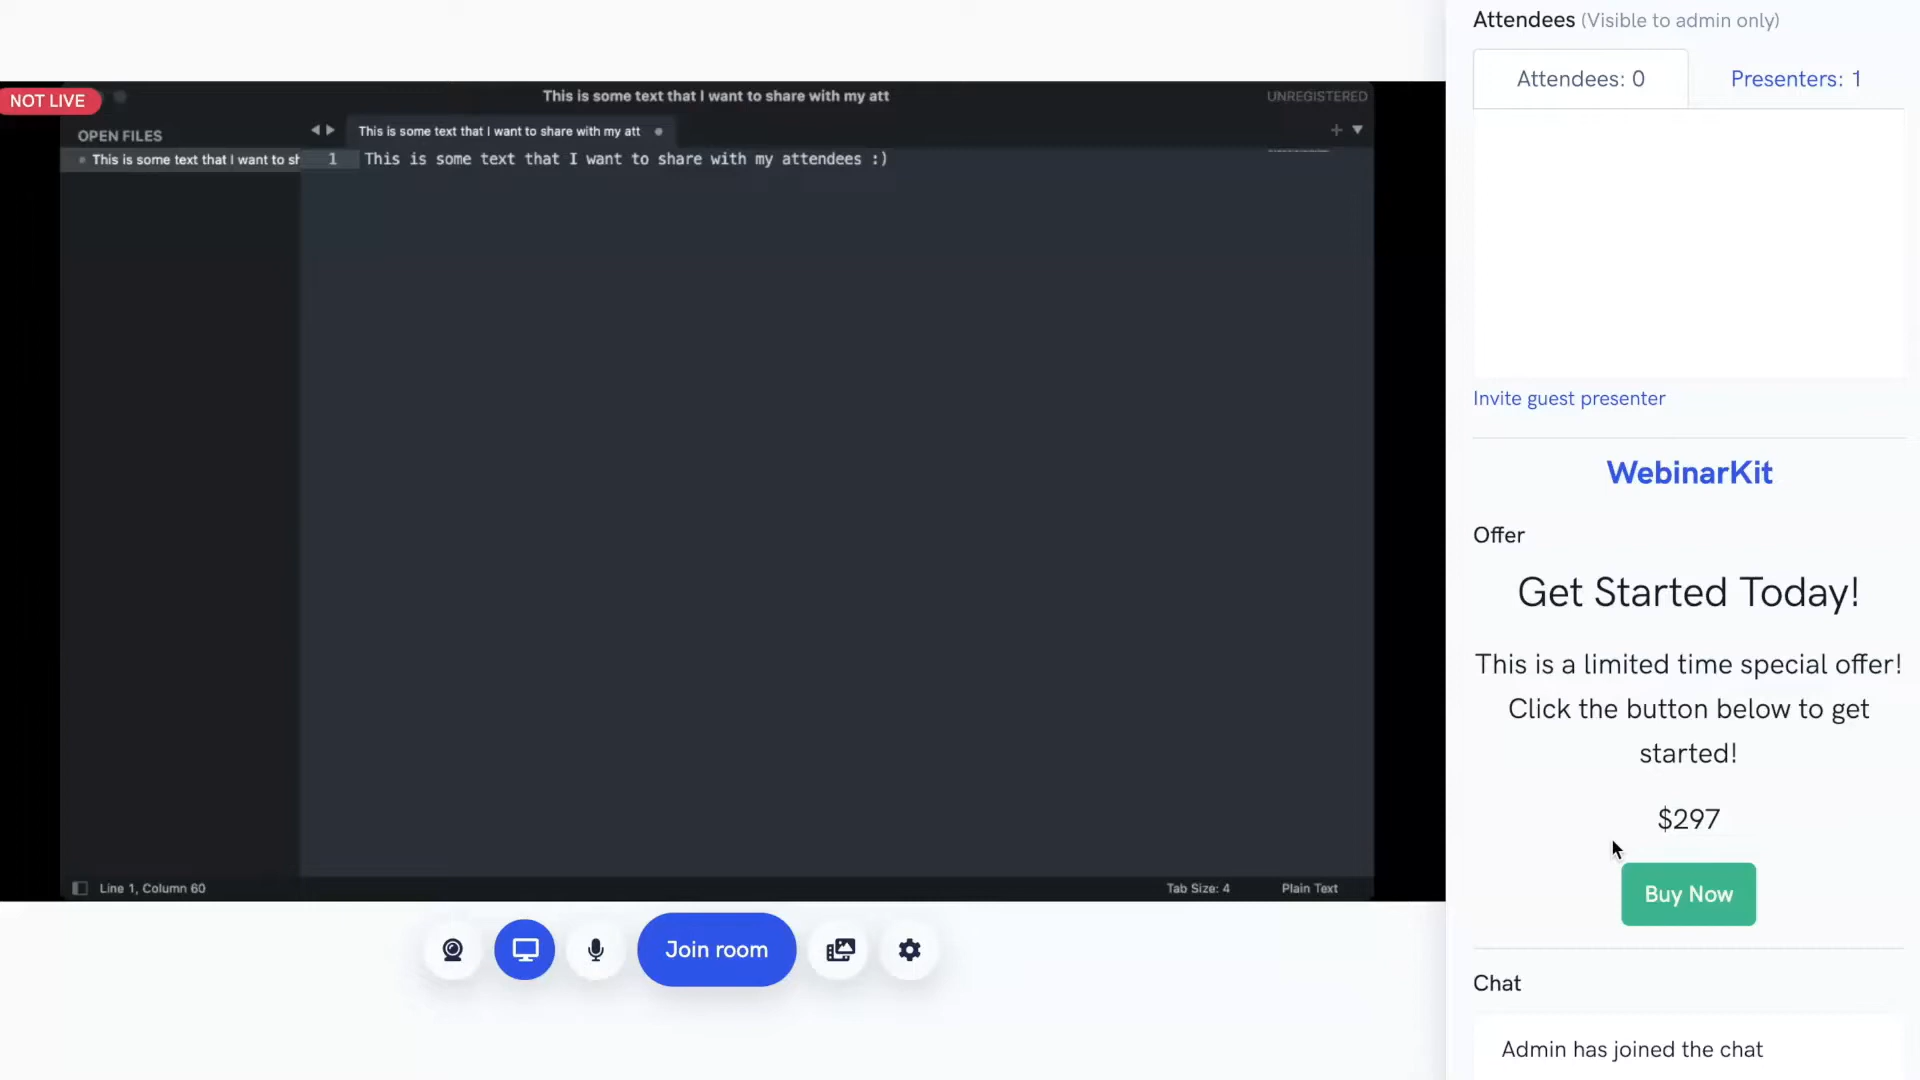 Attendees (Visible to admin only)
Attendees: 0
Presenters: 1
NOT LIVE
This is some text that I want to share with my att
UNREGISTERED
OPEN FILES
This is some text that I want to share with my att
This is some text that I want to sh
1 This is some text that I want to share with my attendees :)
Line 1, Column 60
Tab Size: 4
Plain Text
Join room
Invite guest presenter
WebinarKit
Offer
Get Started Today!
This is a limited time special offer!
Click the button below to get
started!
$297
Buy Now
Chat
Admin has joined the chat